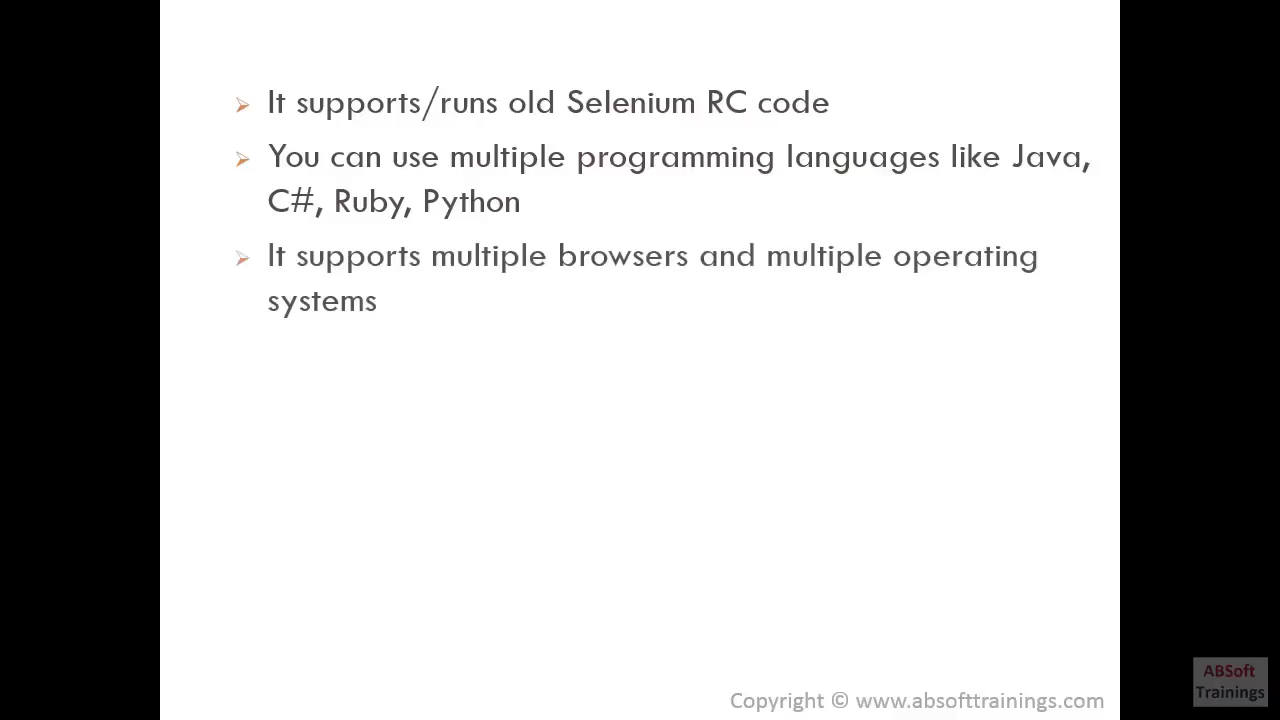 It supports/runs old Selenium RC code
You can use multiple programming languages like Java,
C#, Ruby, Python
It supports multiple browsers and multiple operating
systems
Copyright © www.absofttrainings.com
ABSoft
Trainings